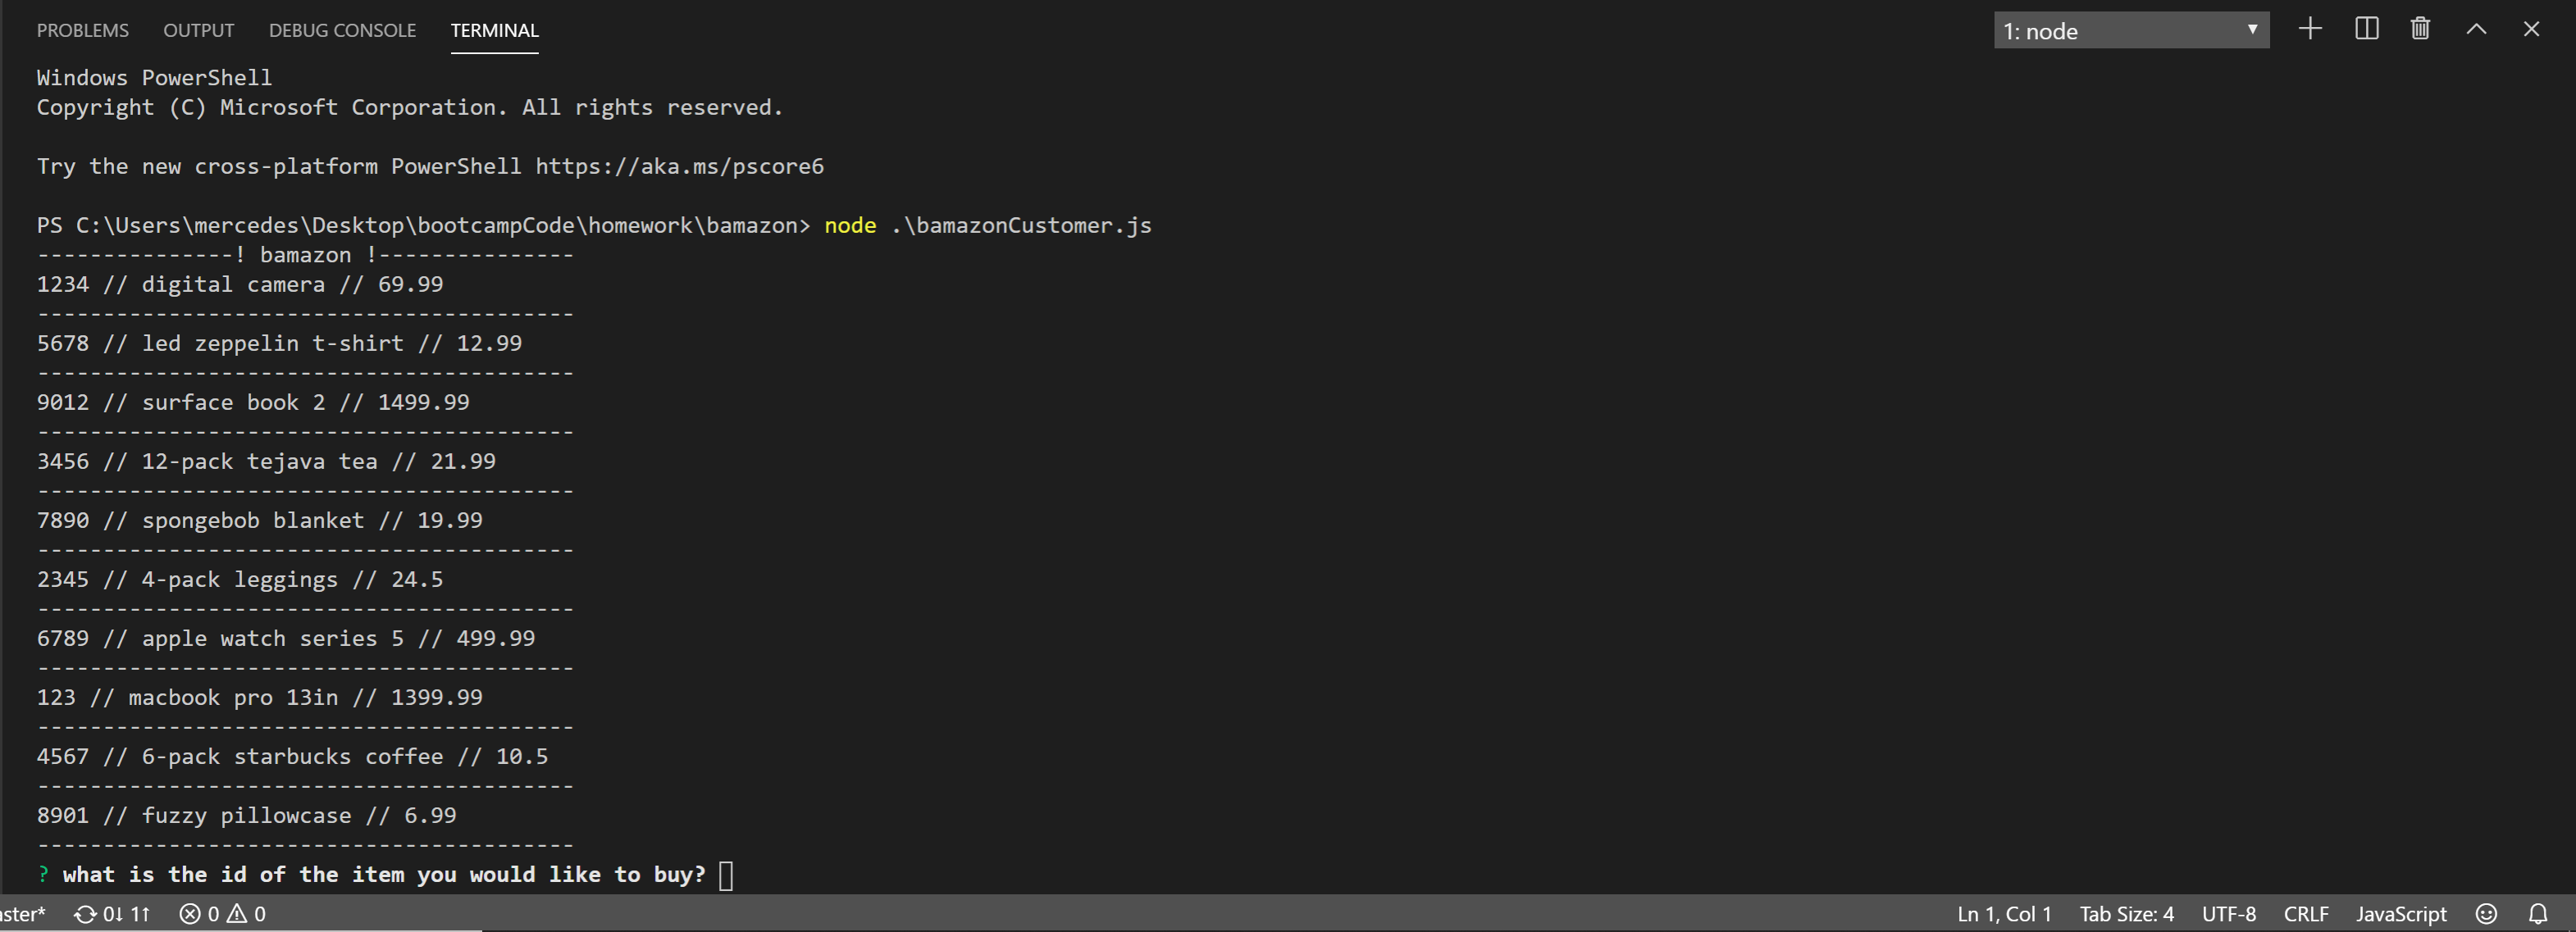 PROBLEMS OUTPUT DEBUG CONSOLE TERMINAL 1: node
Windows PowerShell
Copyright (C) Microsoft Corporation. All rights reserved.
Try the new cross-platform PowerShell https://aka.ms/pscore6
PS C:\Users\mercedes\Desktop\bootcampCode\homework\bamazon> node .\bamazonCustomer.js
---------------! bamazon !---------------
1234 // digital camera // 69.99
-----------------------------------------
5678 // led zeppelin t-shirt // 12.99
-----------------------------------------
9012 // surface book 2 // 1499.99
-----------------------------------------
3456 // 12-pack tejava tea // 21.99
-----------------------------------------
7890 // spongebob blanket // 19.99
-----------------------------------------
2345 // 4-pack leggings // 24.5
-----------------------------------------
6789 // apple watch series 5 // 499.99
-----------------------------------------
123 // macbook pro 13in // 1399.99
-----------------------------------------
4567 // 6-pack starbucks coffee // 10.5
-----------------------------------------
8901 // fuzzy pillowcase // 6.99
-----------------------------------------
? what is the id of the item you would like to buy?
aster* 0↓ 1↑ 0 0 Ln 1, Col 1 Tab Size: 4 UTF-8 CRLF JavaScript